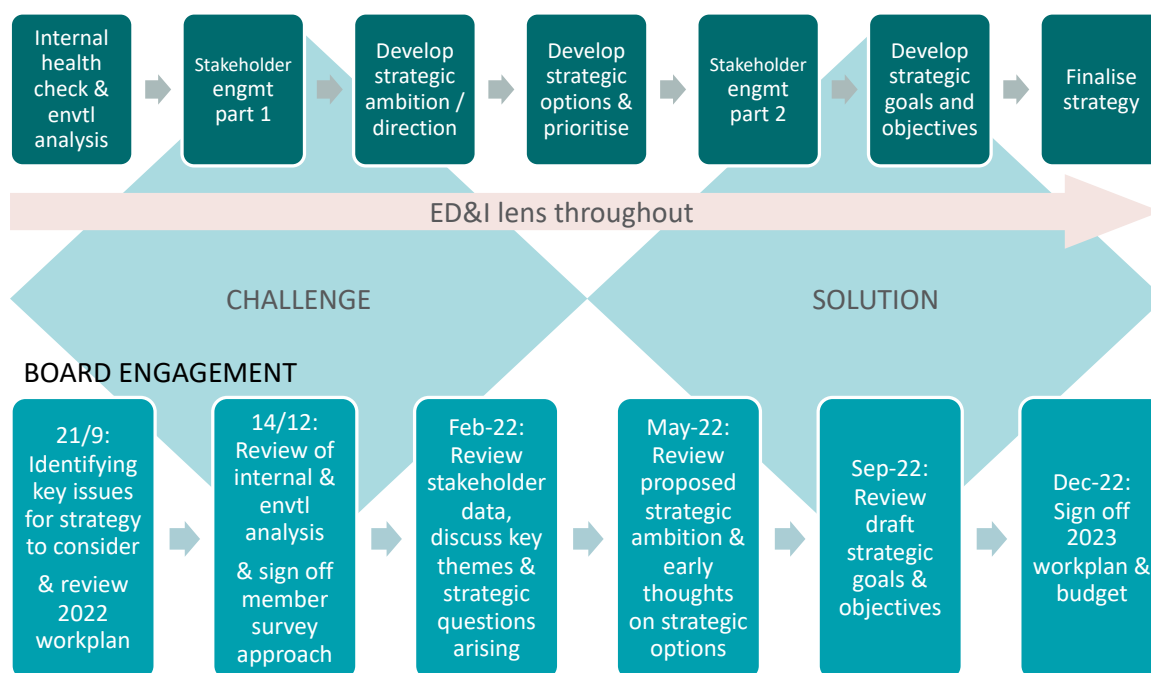 Internal
health
check &
envtl
analysis
Stakeholder
engmt
part 1
Develop
strategic
ambition /
direction
Develop
strategic
options &
prioritise
Stakeholder
engmt
part 2
Develop
strategic
goals and
objectives
Finalise
strategy
ED&I lens throughout
CHALLENGE
SOLUTION
BOARD ENGAGEMENT
21/9:
Identifying
key issues
for strategy
to consider
& review
2022
workplan
14/12:
Review of
internal &
envtl
analysis
& sign off
member
survey
approach
Feb-22:
Review
stakeholder
data,
discuss key
themes &
strategic
questions
arising
May-22:
Review
proposed
strategic
ambition &
early
thoughts
on strategic
options
Sep-22:
Review
draft
strategic
goals &
objectives
Dec-22:
Sign off
2023
workplan &
budget